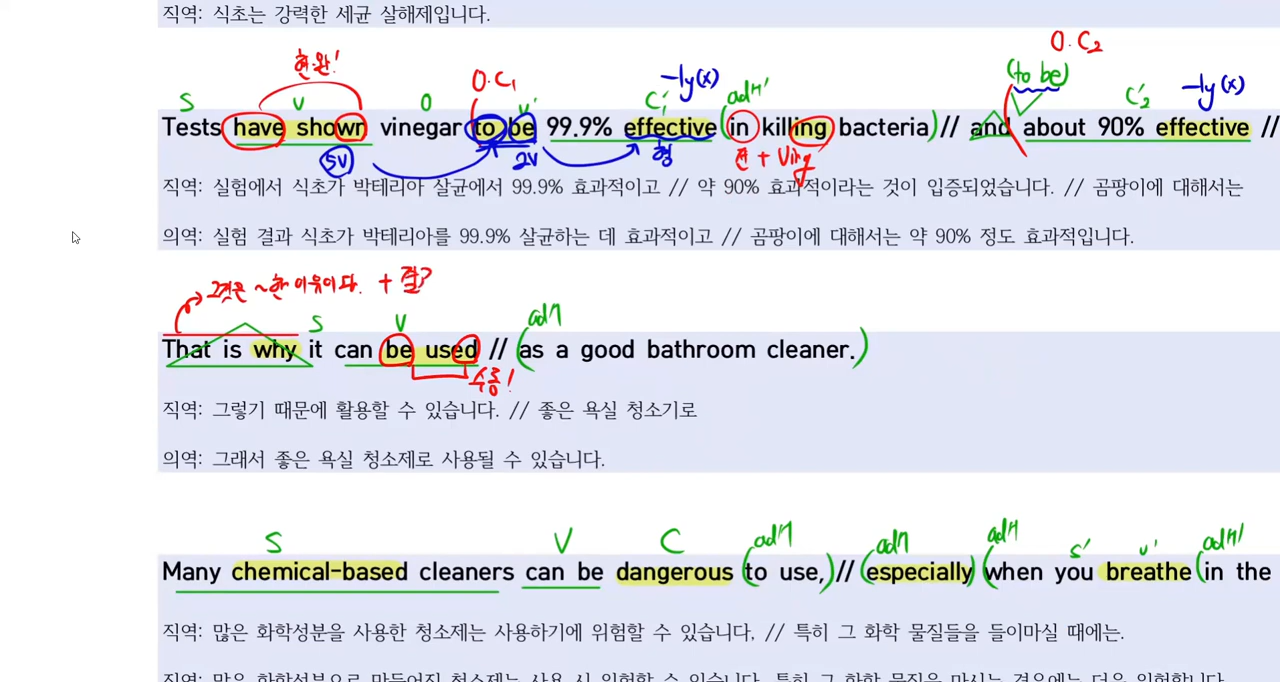 직역: 식초는 강력한 세균 살해제입니다.
현.완! O.C₁ -ly(x) O.C₂ (to be) -ly(x)
S V O v' C₁' adM' C₂'
Tests have shown vinegar to be 99.9% effective (in killing bacteria) // and about 90% effective //
5V 2V 형 전 + Ving
직역: 실험에서 식초가 박테리아 살균에서 99.9% 효과적이고 // 약 90% 효과적이라는 것이 입증되었습니다. // 곰팡이에 대해서는
의역: 실험 결과 식초가 박테리아를 99.9% 살균하는 데 효과적이고 // 곰팡이에 대해서는 약 90% 정도 효과적입니다.
그것은 ~한 이유이다. + 결과
S V adM
That is why it can be used // (as a good bathroom cleaner.)
수동!
직역: 그렇기 때문에 활용할 수 있습니다. // 좋은 욕실 청소기로
의역: 그래서 좋은 욕실 청소제로 사용될 수 있습니다.
S V C adM adM adM s' v' adM'
Many chemical-based cleaners can be dangerous (to use,) // (especially) (when you breathe (in the
직역: 많은 화학성분을 사용한 청소제는 사용하기에 위험할 수 있습니다, // 특히 그 화학 물질들을 들이마실 때에는.